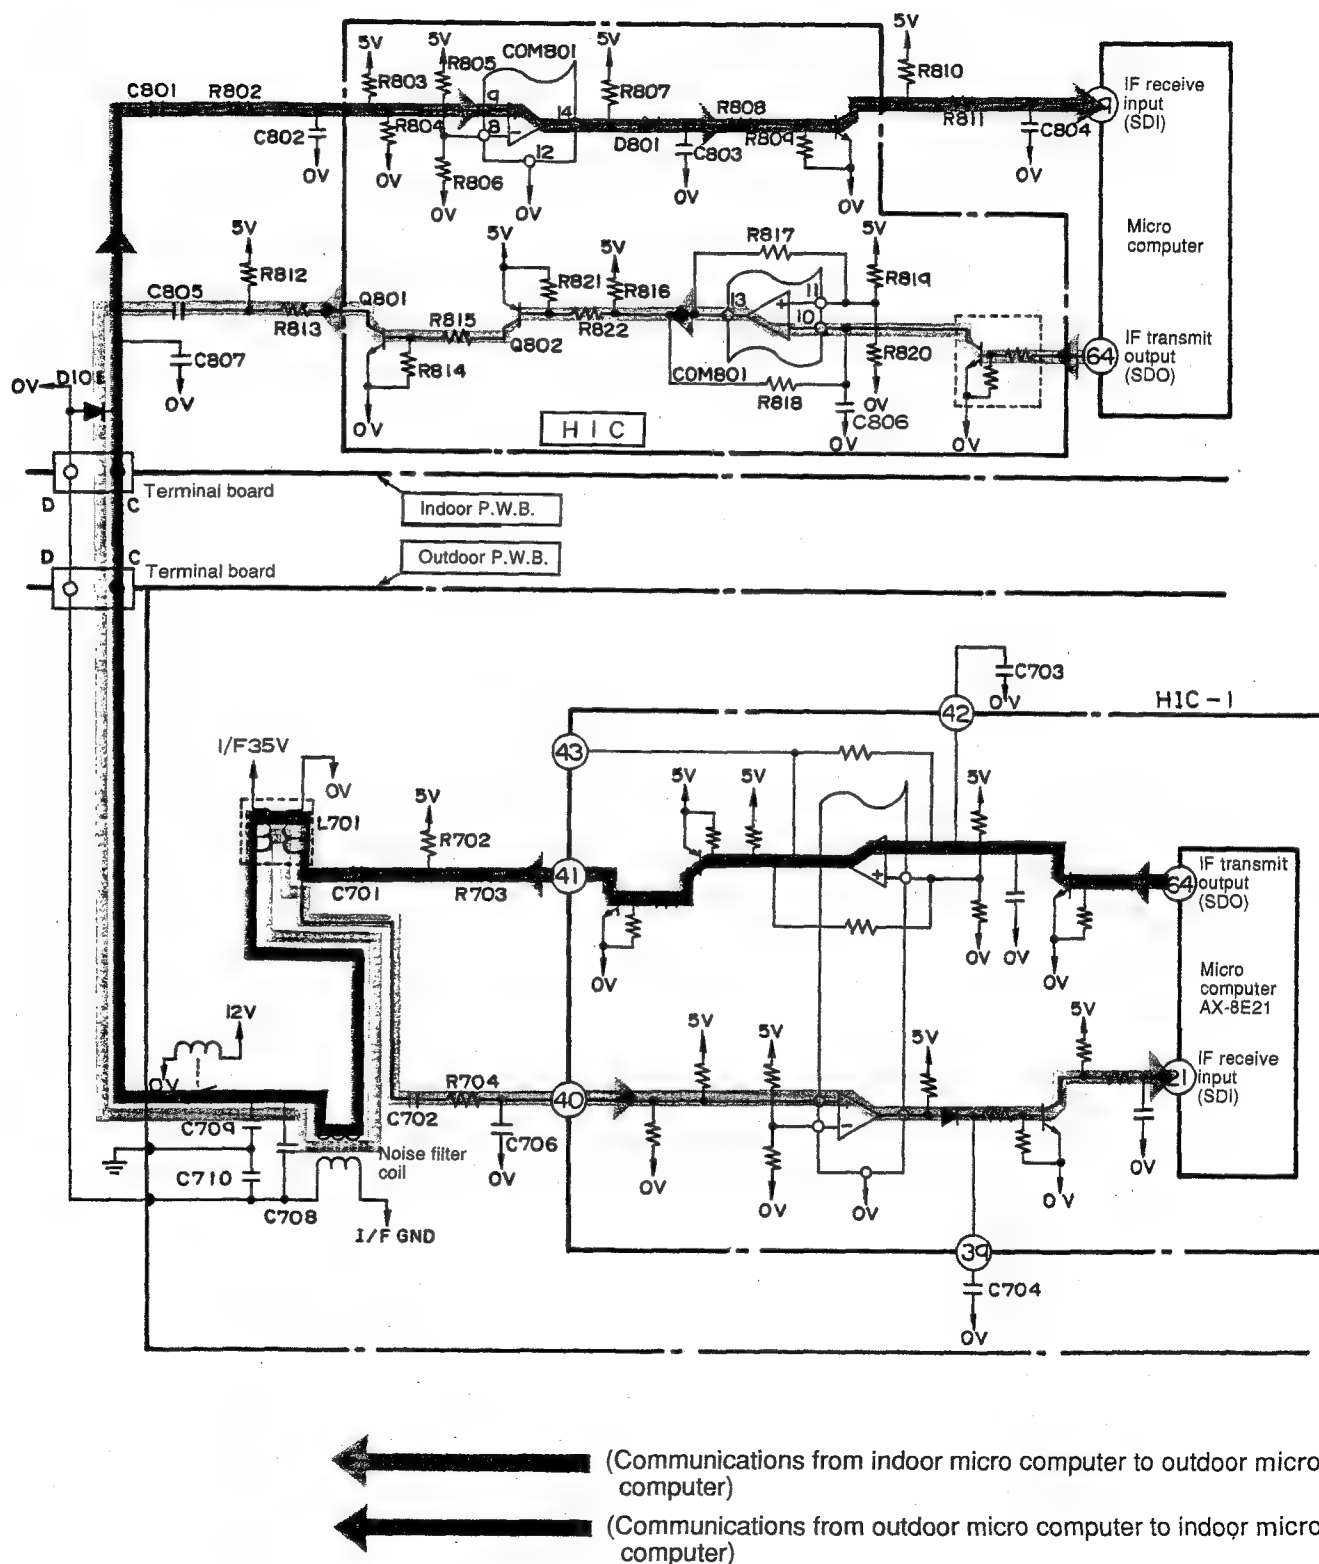 5V
5V
COM801
5V
5V
R805
R803
R807
R810
C801
R802
9
14
R808
R811
IF receive
input
(SDI)
R804
8
C802
D801
C803
R809
C804
12
0V
0V
R806
0V
0V
0V
0V
0V
Micro
computer
5V
5V
5V
R817
5V
R812
R821
R816
R819
C805
Q801
13
11
10
R813
R815
R822
Q802
R820
64
IF transmit
output
(SDO)
C807
R814
COM801
R818
0V
0V
0V
C806
0V
0V
0V
HIC
Terminal board
D
C
Indoor P.W.B.
D
C
Outdoor P.W.B.
Terminal board
C703
0V
42
HIC-1
I/F35V
43
0V
5V
5V
5V
5V
L701
R702
C701
R703
41
64
IF transmit
output
(SDO)
0V
0V
0V
0V
Micro
computer
AX-8E21
12V
5V
5V
5V
5V
0V
R704
40
21
IF receive
input
(SDI)
C702
C709
C706
Noise filter
coil
C710
0V
0V
0V
0V
0V
0V
C708
I/F GND
39
C704
0V
(Communications from indoor micro computer to outdoor micro
computer)
(Communications from outdoor micro computer to indoor micro
computer)